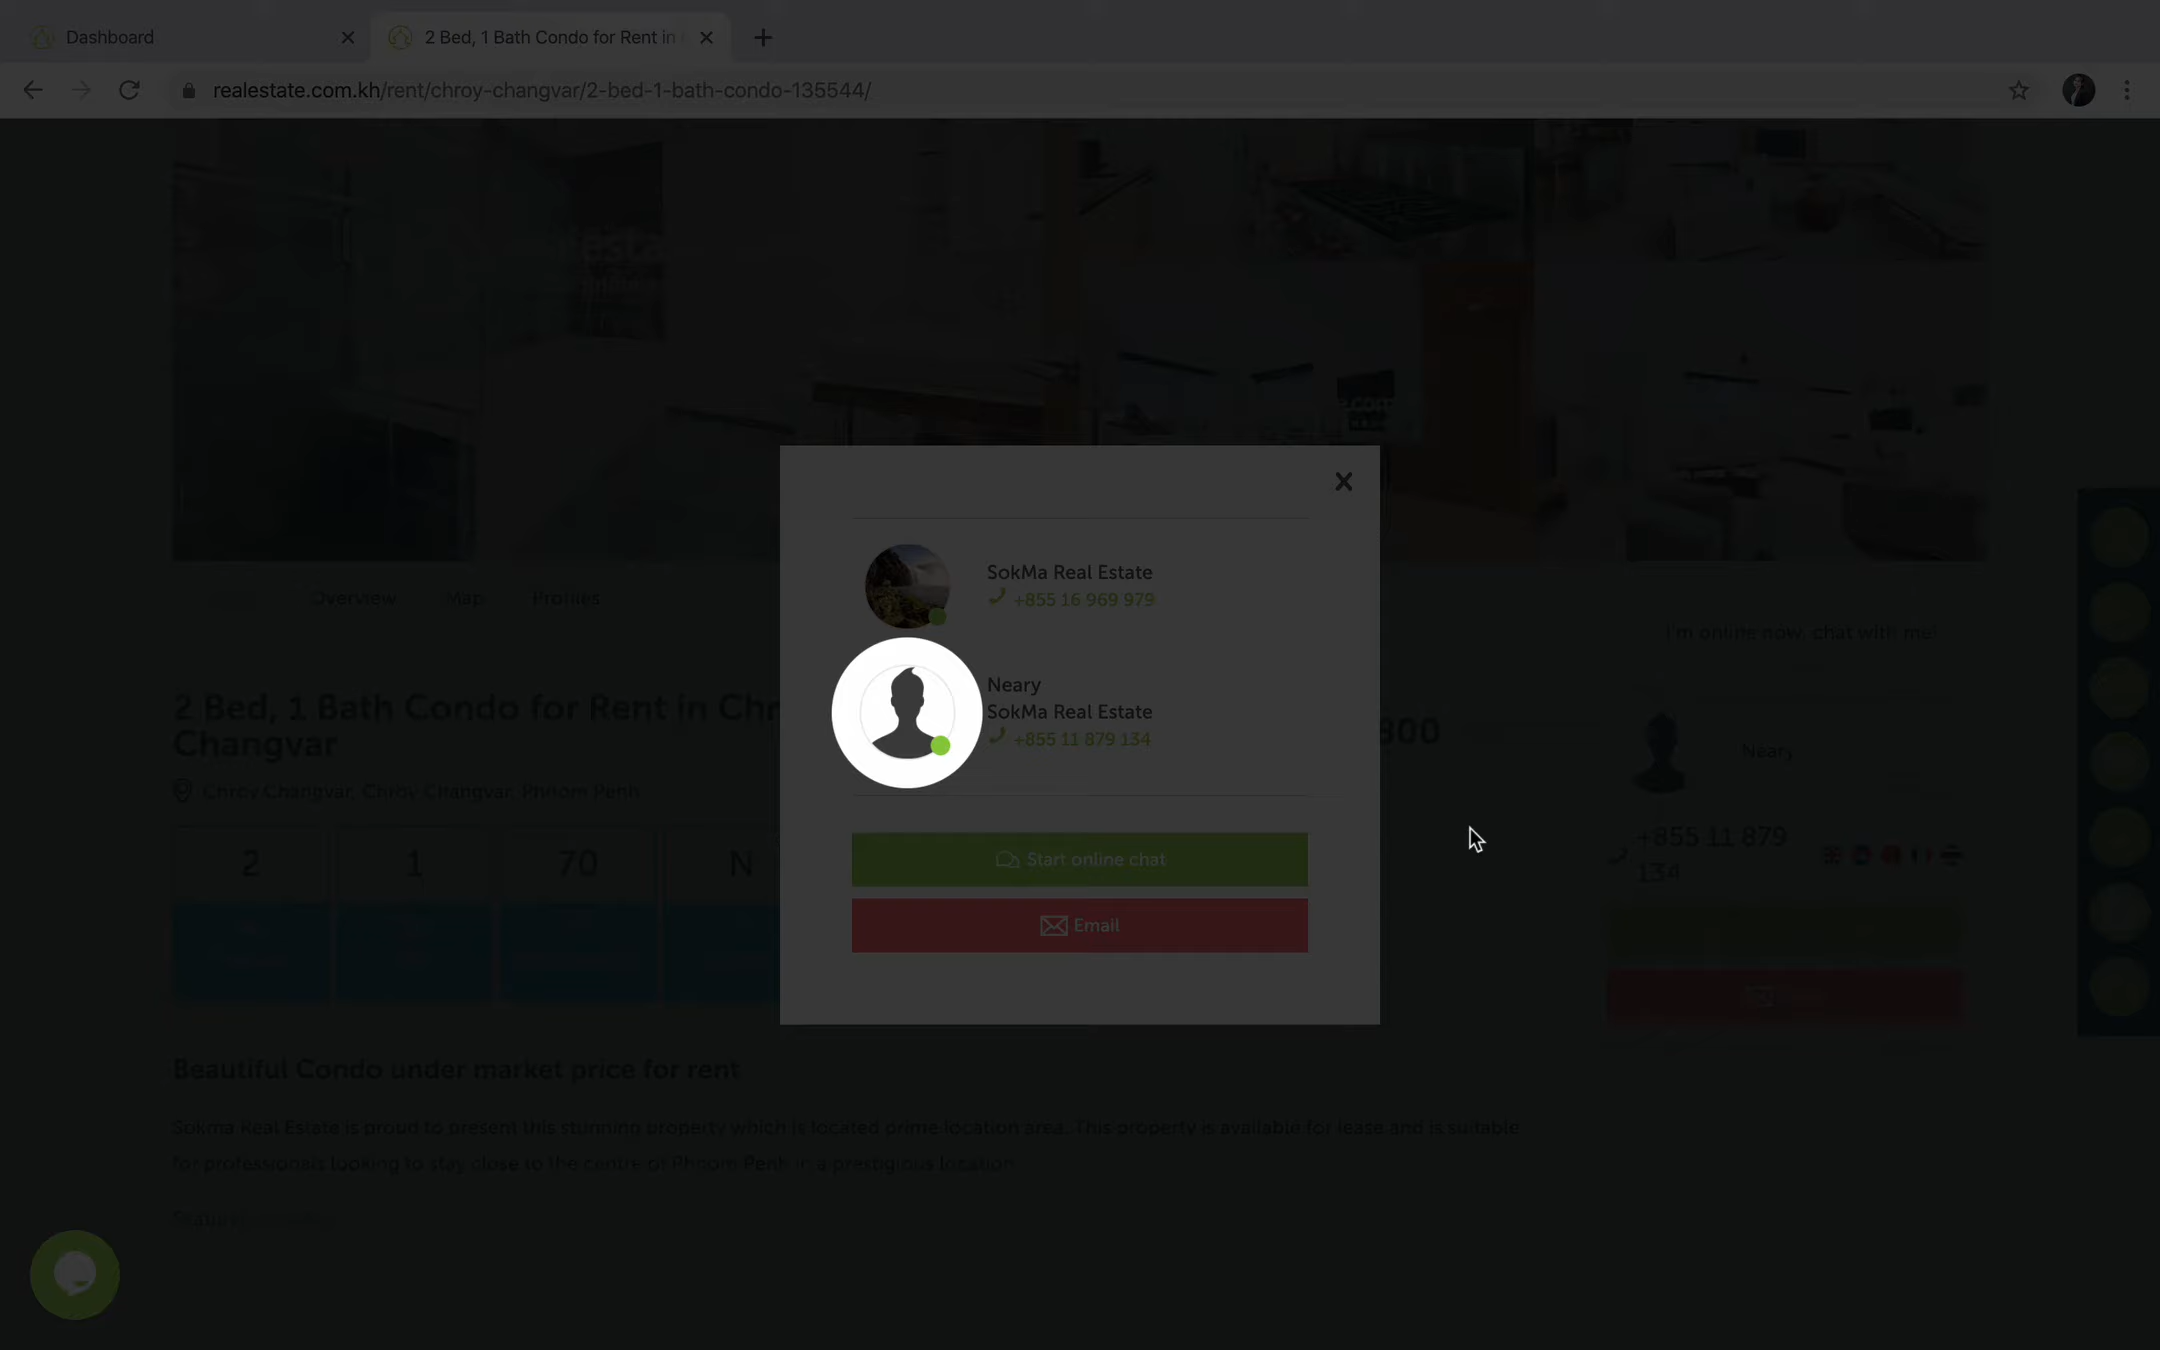 Dashboard
2 Bed, 1 Bath Condo for Rent in
realestate.com.kh/rent/chroy-changvar/2-bed-1-bath-condo-135544/
SokMa Real Estate
+855 16 969 979
Overview Map Profiles
I'm online now, chat with me!
Neary
SokMa Real Estate
+855 11 879 134
2 Bed, 1 Bath Condo for Rent in Chr
Changvar
800
Neary
Chroy Changvar, Chroy Changvar, Phnom Penh
+855 11 879
134
2 1 70 N
Start online chat
Email
Beautiful Condo under market price for rent
Sokma Real Estate is proud to present this stunning property which is located prime location area. This property is available for lease and is suitable
for professionals looking to stay close to the centre of Phnom Penh in a prestigious location